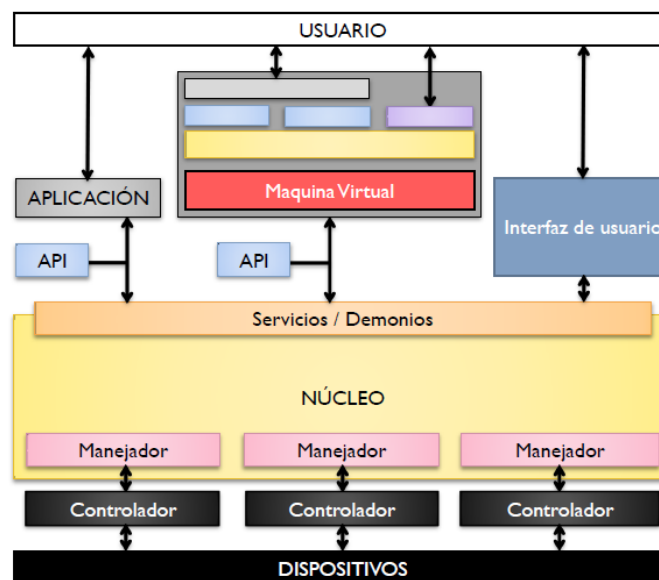 USUARIO
Maquina Virtual
APLICACIÓN
Interfaz de usuario
API
API
Servicios / Demonios
NÚCLEO
Manejador
Manejador
Manejador
Controlador
Controlador
Controlador
DISPOSITIVOS